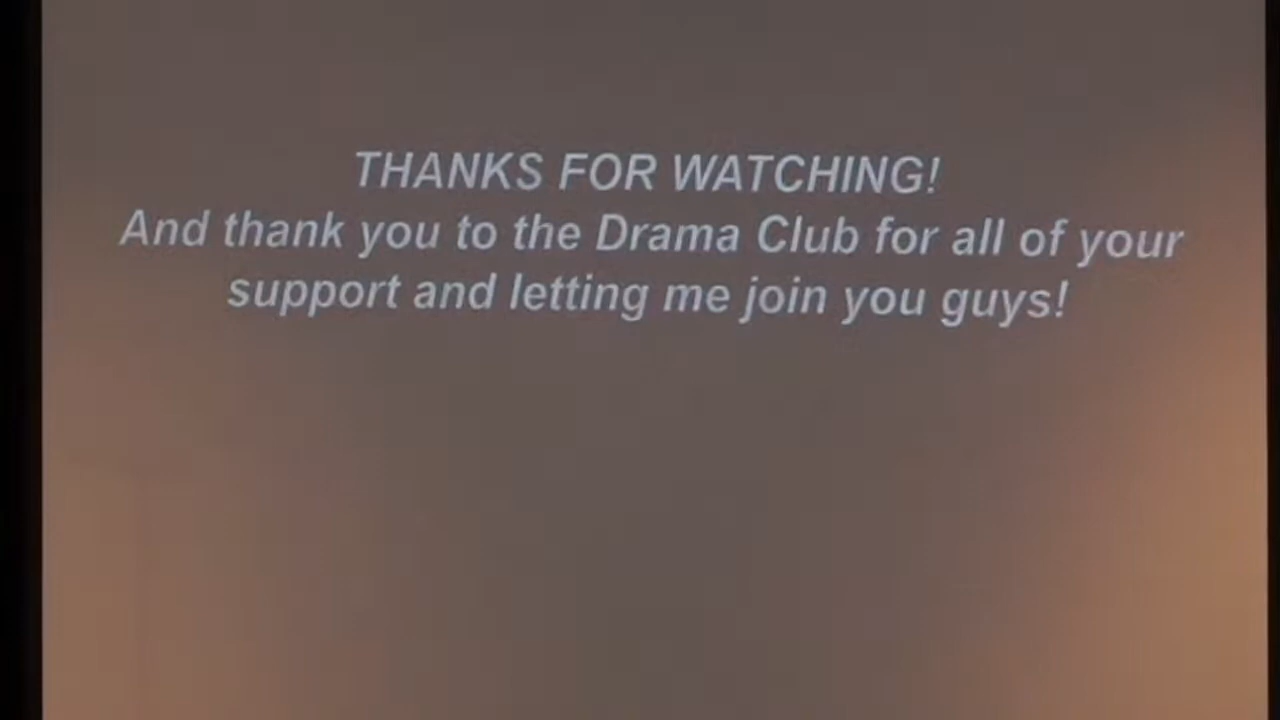 THANKS FOR WATCHING!
And thank you to the Drama Club for all of your
support and letting me join you guys!